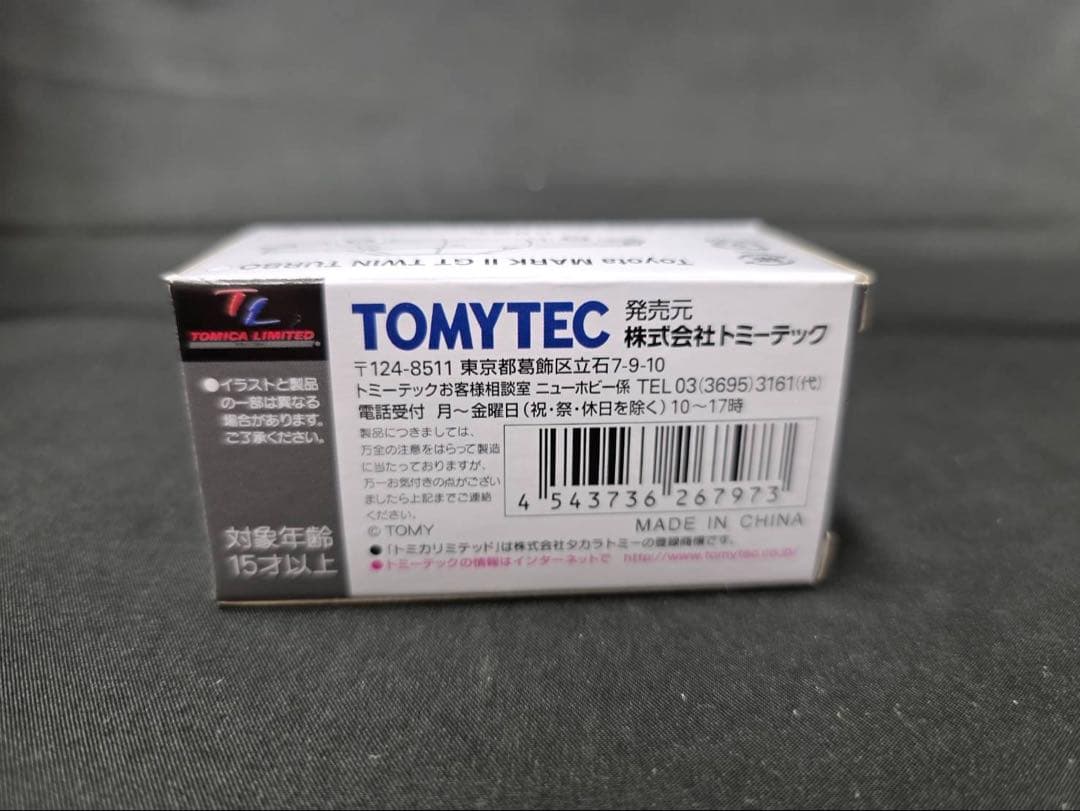 Toyota MARK II GT TWIN TURBO
TL
TOMICA LIMITED
●イラストと製品
の一部は異なる
場合があります。
ご了承ください。
対象年齢
15才以上
TOMYTEC
発売元
株式会社トミーテック
〒124-8511 東京都葛飾区立石7-9-10
トミーテックお客様相談室 ニューホビー係 TEL 03(3695)3161(代)
電話受付 月~金曜日(祝・祭・休日を除く)10~17時
製品につきましては、
万全の注意をはらって製造
に当たっておりますが、
万一お気付きの点がござい
ましたら上記までご連絡
ください。
4 543736 267973
© TOMY
MADE IN CHINA
●「トミカリミテッド」は株式会社タカラトミーの登録商標です。
●トミーテックの情報はインターネットで http://www.tomytec.co.jp/